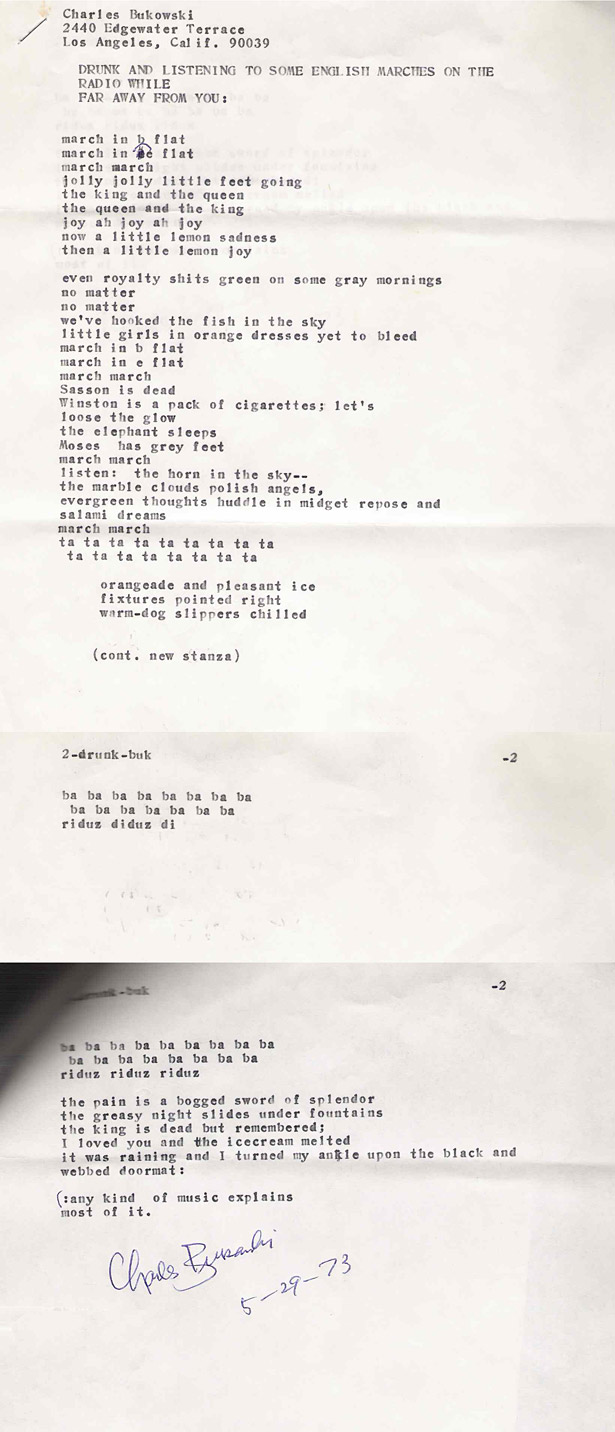 Charles Bukowski
2440 Edgewater Terrace
Los Angeles, Calif. 90039
DRUNK AND LISTENING TO SOME ENGLISH MARCHES ON THE
RADIO WHILE
FAR AWAY FROM YOU:
march in b flat
march in e flat
march march
jolly jolly little feet going
the king and the queen
the queen and the king
joy ah joy ah joy
now a little lemon sadness
then a little lemon joy
even royalty shits green on some gray mornings
no matter
no matter
we've hooked the fish in the sky
little girls in orange dresses yet to bleed
march in b flat
march in e flat
march march
Sasson is dead
Winston is a pack of cigarettes; let's
loose the glow
the elephant sleeps
Moses  has grey feet
march march
listen:  the horn in the sky--
the marble clouds polish angels,
evergreen thoughts huddle in midget repose and
salami dreams
march march
ta ta ta ta ta ta ta ta ta
ta ta ta ta ta ta ta ta
orangeade and pleasant ice
fixtures pointed right
warm-dog slippers chilled
(cont. new stanza)
2-drunk-buk -2
ba ba ba ba ba ba ba ba
ba ba ba ba ba ba ba
riduz diduz di
drunk-buk -2
ba ba ba ba ba ba ba ba ba
ba ba ba ba ba ba ba ba
riduz riduz riduz
the pain is a bogged sword of splendor
the greasy night slides under fountains
the king is dead but remembered;
I loved you and the icecream melted
it was raining and I turned my ankle upon the black and
webbed doormat:
(:any kind  of music explains
most of it.
Charles Bukowski
5-29-73